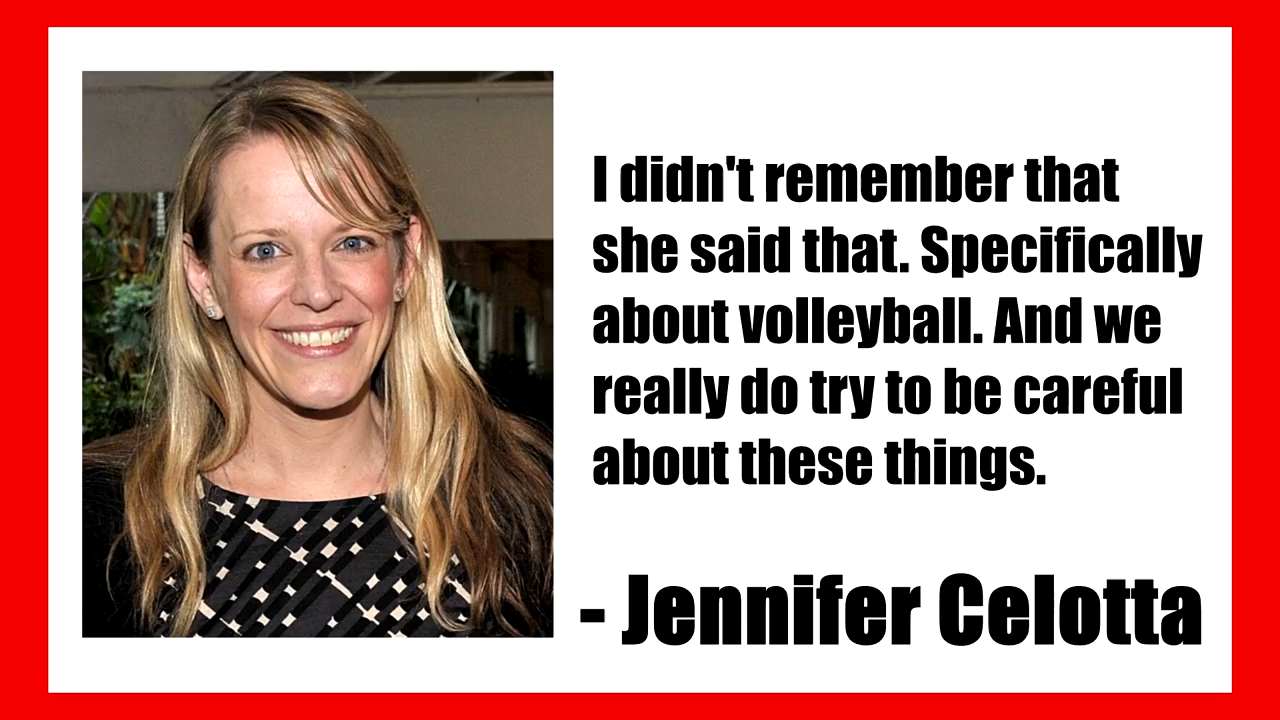 I didn't remember that
she said that. Specifically
about volleyball. And we
really do try to be careful
about these things.
- Jennifer Celotta